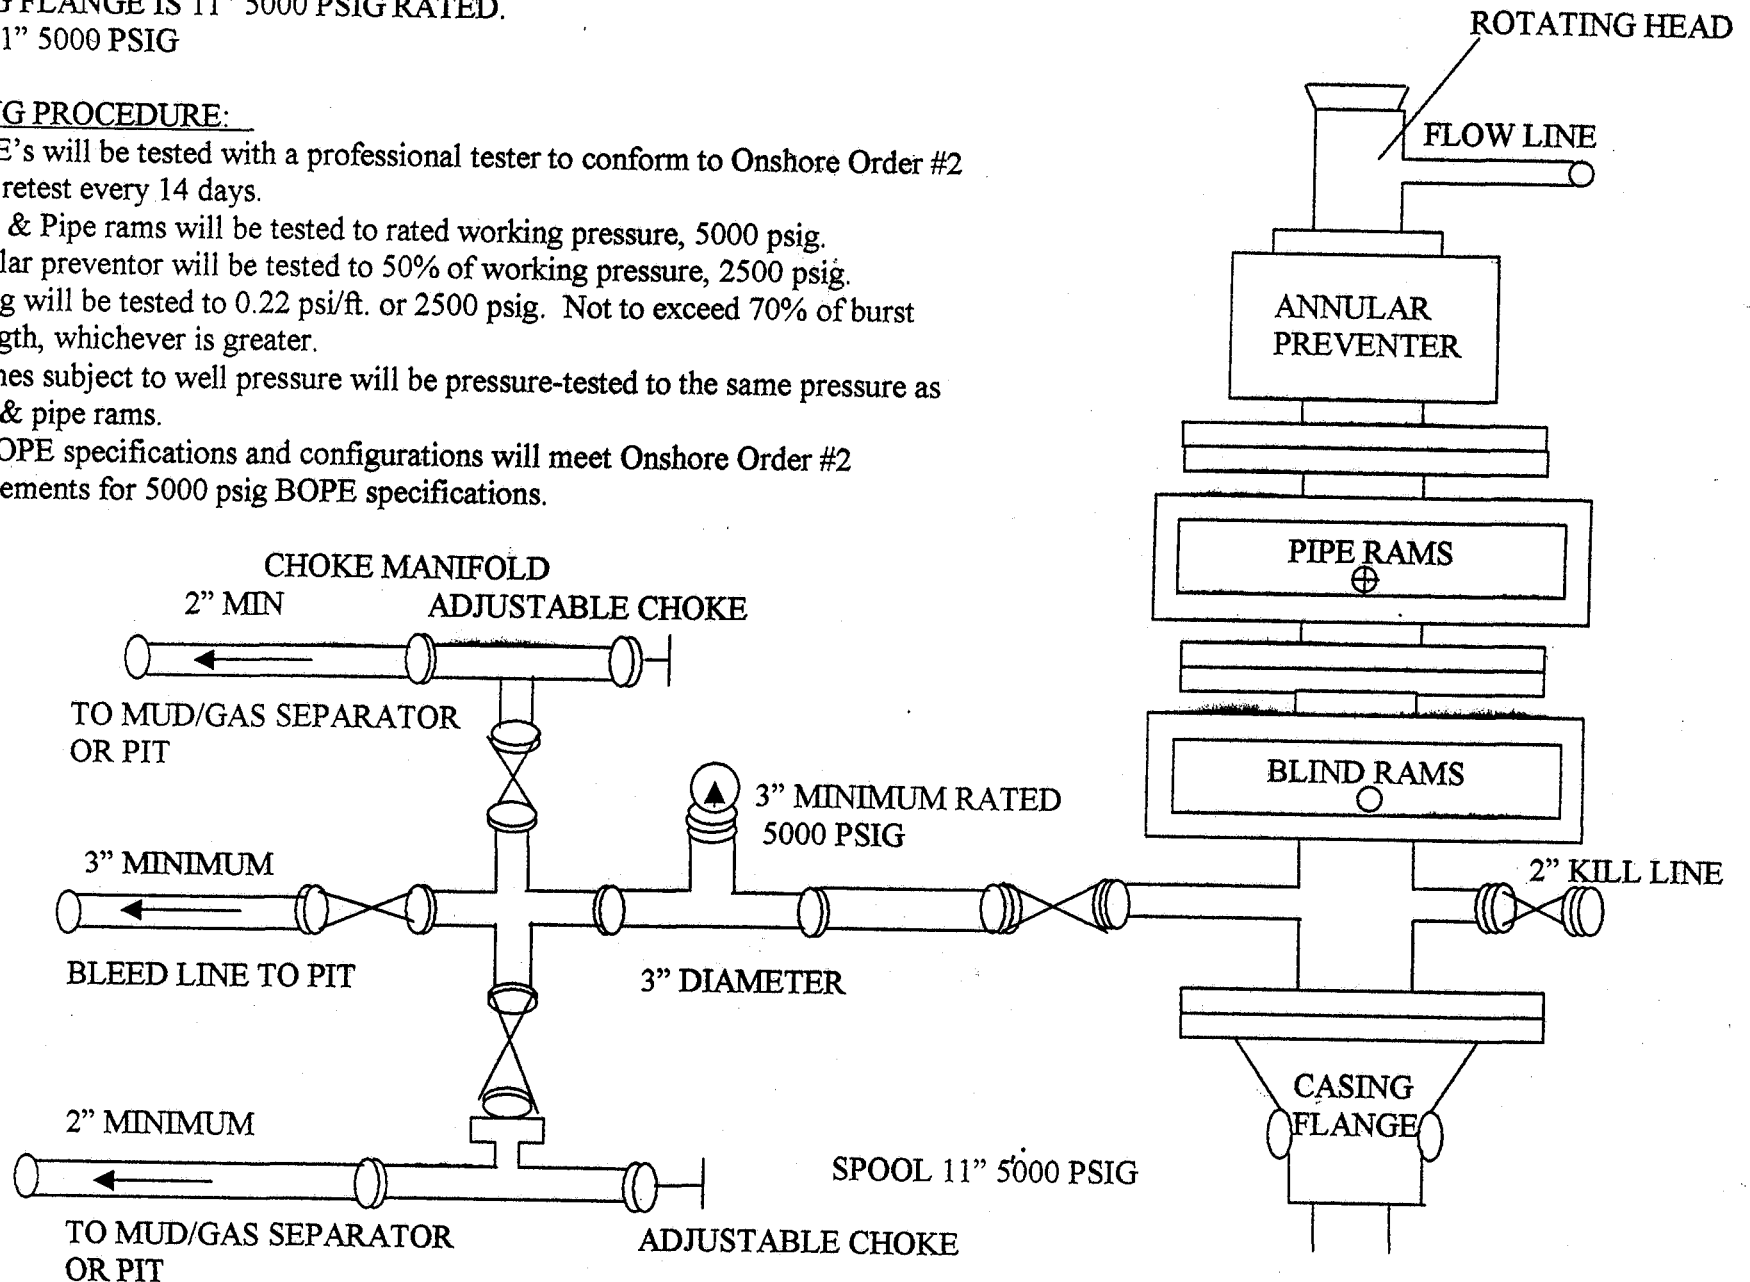 FLANGE IS 11" 5000 PSIG RATED.
1” 5000 PSIG
G PROCEDURE:
E’s will be tested with a professional tester to conform to Onshore Order #2
retest every 14 days.
& Pipe rams will be tested to rated working pressure, 5000 psig.
lar preventor will be tested to 50% of working pressure, 2500 psig.
g will be tested to 0.22 psi/ft. or 2500 psig. Not to exceed 70% of burst
gth, whichever is greater.
nes subject to well pressure will be pressure-tested to the same pressure as
& pipe rams.
OPE specifications and configurations will meet Onshore Order #2
ements for 5000 psig BOPE specifications.
ROTATING HEAD
FLOW LINE
ANNULAR
PREVENTER
PIPE RAMS
BLIND RAMS
2” KILL LINE
CASING
FLANGE
CHOKE MANIFOLD
2” MIN
ADJUSTABLE CHOKE
TO MUD/GAS SEPARATOR
OR PIT
3” MINIMUM RATED
5000 PSIG
3” MINIMUM
BLEED LINE TO PIT
3” DIAMETER
2” MINIMUM
SPOOL 11” 5000 PSIG
TO MUD/GAS SEPARATOR
OR PIT
ADJUSTABLE CHOKE